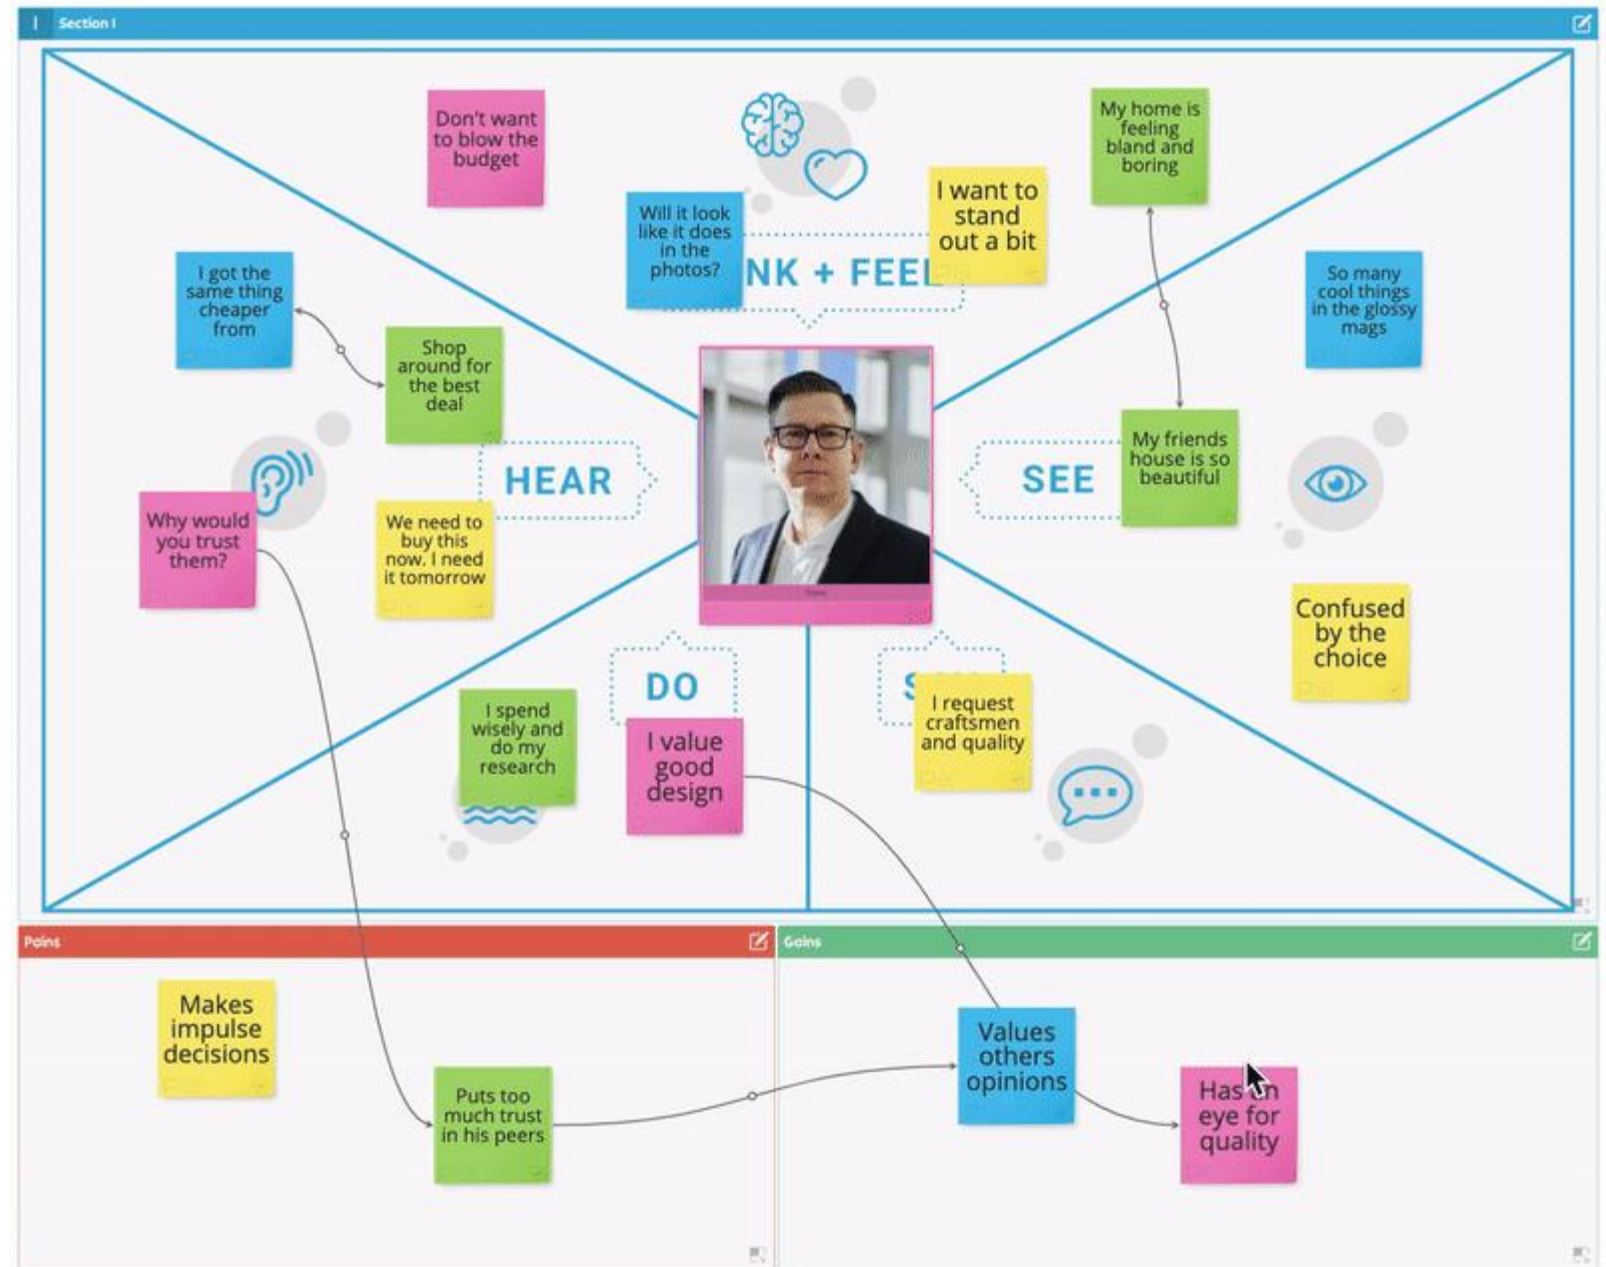 I Section I
Don't want
to blow the
budget
My home is
feeling
bland and
boring
I want to
stand
out a bit
Will it look
like it does
in the
photos?
NK + FEEL
I got the
same thing
cheaper
from
Shop
around for
the best
deal
So many
cool things
in the glossy
mags
HEAR
SEE
My friends
house is so
beautiful
Why would
you trust
them?
We need to
buy this
now. I need
it tomorrow
Confused
by the
choice
DO
S
I spend
wisely and
do my
research
I value
good
design
I request
craftsmen
and quality
Pains
Gains
Makes
impulse
decisions
Puts too
much trust
in his peers
Values
others
opinions
Has an
eye for
quality